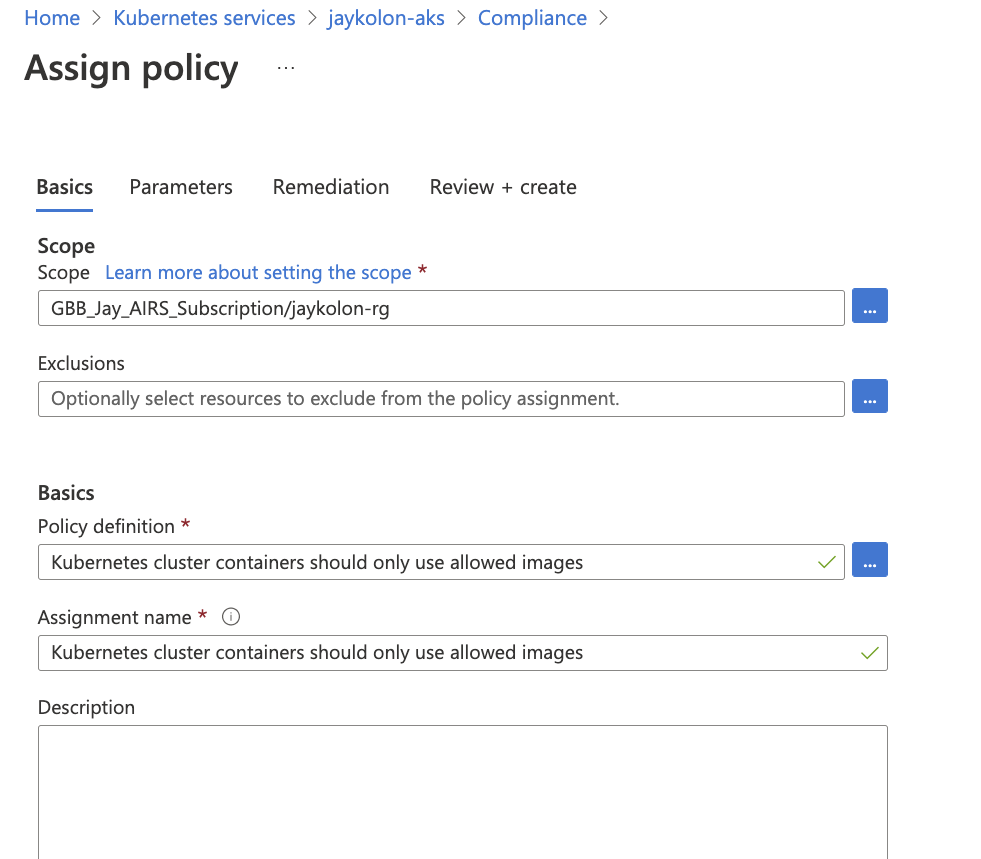 Home > Kubernetes services > jaykolon-aks > Compliance >
Assign policy ...
Basics Parameters Remediation Review + create
Scope
Scope Learn more about setting the scope *
GBB_Jay_AIRS_Subscription/jaykolon-rg ...
Exclusions
Optionally select resources to exclude from the policy assignment. ...
Basics
Policy definition *
Kubernetes cluster containers should only use allowed images ...
Assignment name *
Kubernetes cluster containers should only use allowed images
Description